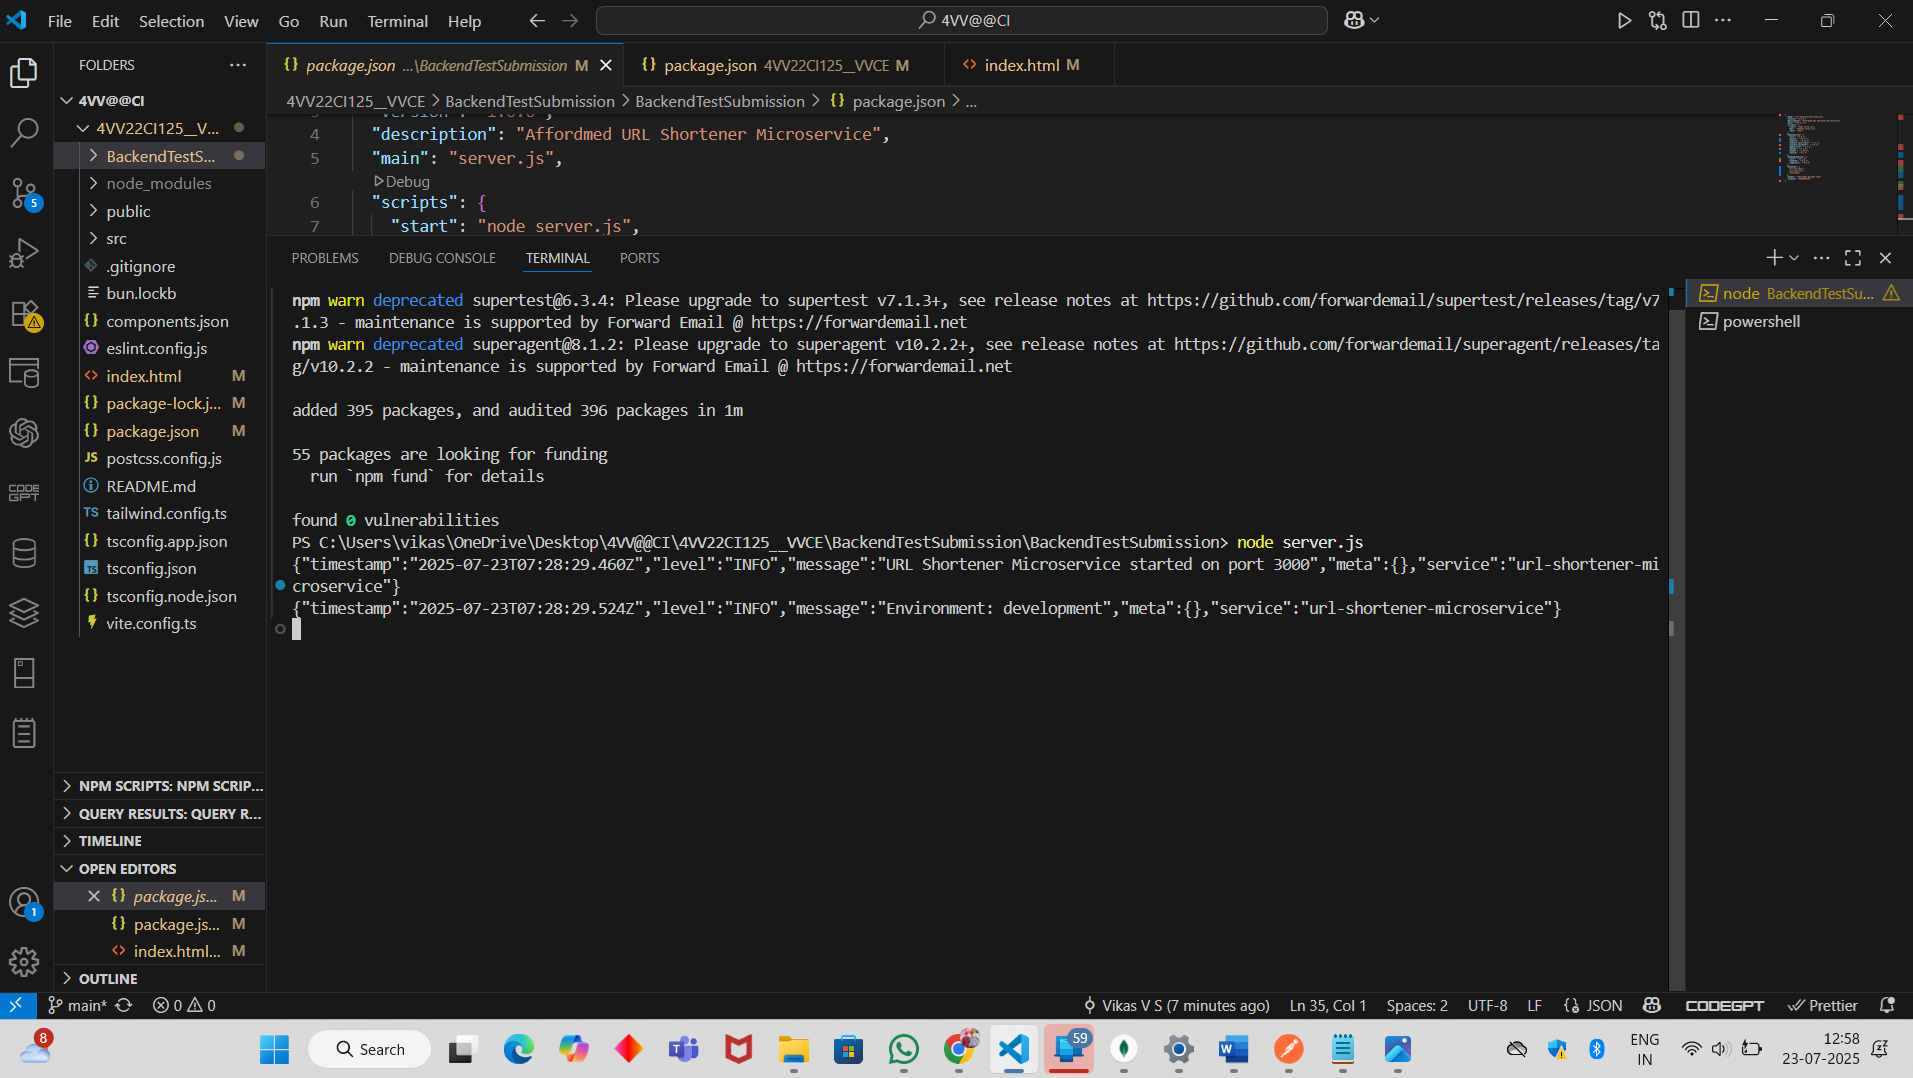 File Edit Selection View Go Run Terminal Help
4VV@@CI
FOLDERS
4VV@@CI
4VV22CI125__V...
BackendTestS...
node_modules
public
src
.gitignore
bun.lockb
components.json
eslint.config.js
index.html M
package-lock.j... M
package.json M
postcss.config.js
README.md
tailwind.config.ts
tsconfig.app.json
tsconfig.json
tsconfig.node.json
vite.config.ts
NPM SCRIPTS: NPM SCRIP...
QUERY RESULTS: QUERY R...
TIMELINE
OPEN EDITORS
package.js... M
package.js... M
index.html... M
OUTLINE
5
1
CODE
GPT
package.json ...\BackendTestSubmission M
package.json 4VV22CI125__VVCE M
index.html M
4VV22CI125__VVCE > BackendTestSubmission > BackendTestSubmission > package.json > ...
4 "description": "Affordmed URL Shortener Microservice",
5 "main": "server.js",
Debug
6 "scripts": {
7 "start": "node server.js",
PROBLEMS DEBUG CONSOLE TERMINAL PORTS
npm warn deprecated supertest@6.3.4: Please upgrade to supertest v7.1.3+, see release notes at https://github.com/forwardemail/supertest/releases/tag/v7
.1.3 - maintenance is supported by Forward Email @ https://forwardemail.net
npm warn deprecated superagent@8.1.2: Please upgrade to superagent v10.2.2+, see release notes at https://github.com/forwardemail/superagent/releases/ta
g/v10.2.2 - maintenance is supported by Forward Email @ https://forwardemail.net
added 395 packages, and audited 396 packages in 1m
55 packages are looking for funding
run `npm fund` for details
found 0 vulnerabilities
PS C:\Users\vikas\OneDrive\Desktop\4VV@@CI\4VV22CI125__VVCE\BackendTestSubmission\BackendTestSubmission> node server.js
{"timestamp":"2025-07-23T07:28:29.460Z","level":"INFO","message":"URL Shortener Microservice started on port 3000","meta":{},"service":"url-shortener-mi
croservice"}
{"timestamp":"2025-07-23T07:28:29.524Z","level":"INFO","message":"Environment: development","meta":{},"service":"url-shortener-microservice"}
node BackendTestSu...
powershell
main* 0 0 Vikas V S (7 minutes ago) Ln 35, Col 1 Spaces: 2 UTF-8 LF {} JSON CODEGPT Prettier
8
Search
59
ENG
IN
12:58
23-07-2025